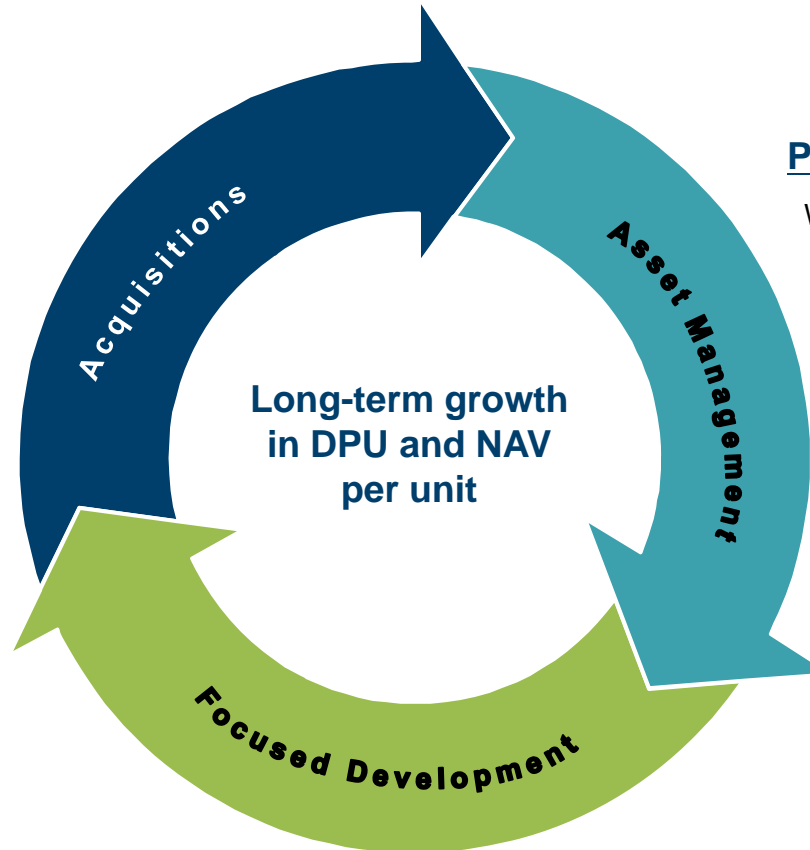 Acquisitions
Asset Management
Long-term growth
in DPU and NAV
per unit
Focused Development